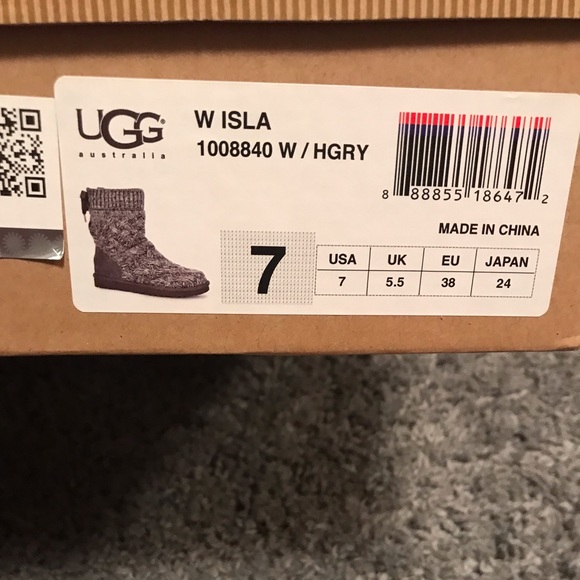 UGG®
australia
W ISLA
1008840 W / HGRY
8 88855 18647 2
MADE IN CHINA
7
USA UK EU JAPAN
7 5.5 38 24